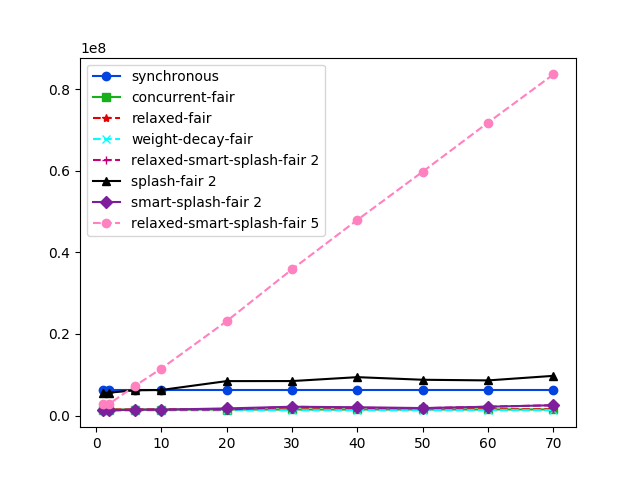 1e8
synchronous
concurrent-fair
relaxed-fair
weight-decay-fair
relaxed-smart-splash-fair 2
splash-fair 2
smart-splash-fair 2
relaxed-smart-splash-fair 5
0.8
0.6
0.4
0.2
0.0
0 10 20 30 40 50 60 70